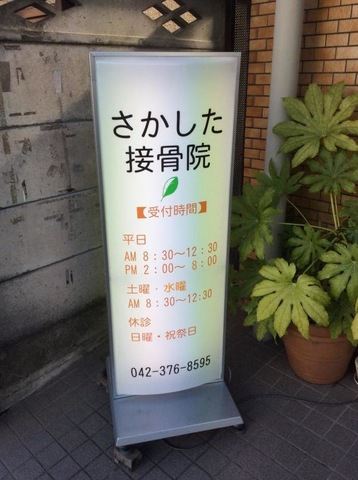 さかした
接骨院
【受付時間】
平日
AM 8：30～12：30
PM 2：00～ 8：00
土曜・水曜
AM 8：30～12:30
休診
日曜・祝祭日
042-376-8595